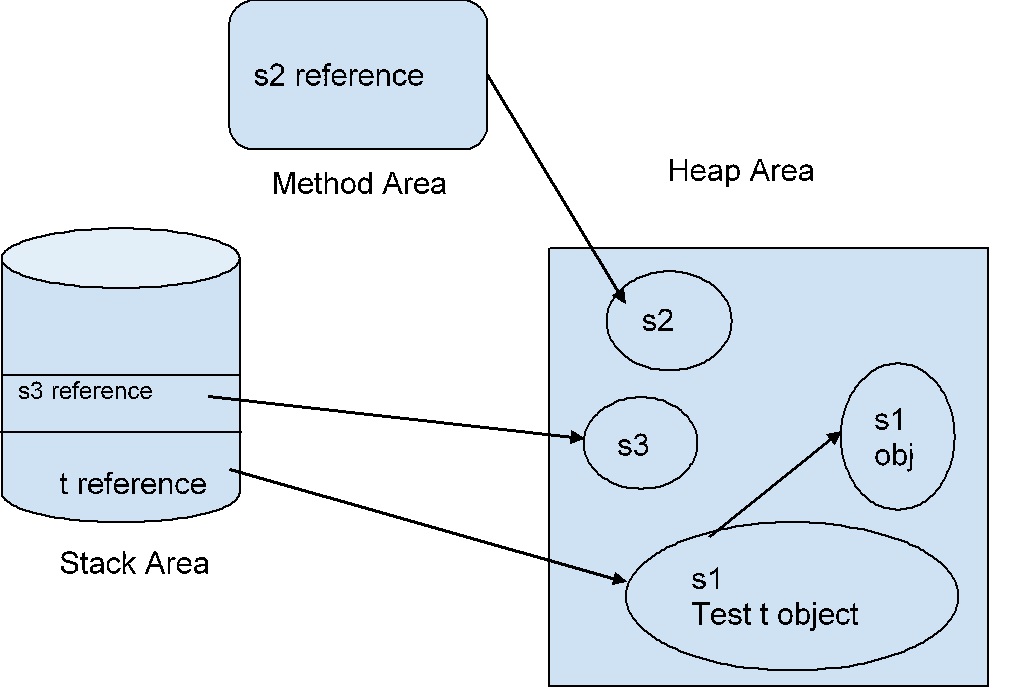 s2 reference
Method Area
Heap Area
s2
s3 reference
s3
s1
obj
t reference
Stack Area
s1
Test t object